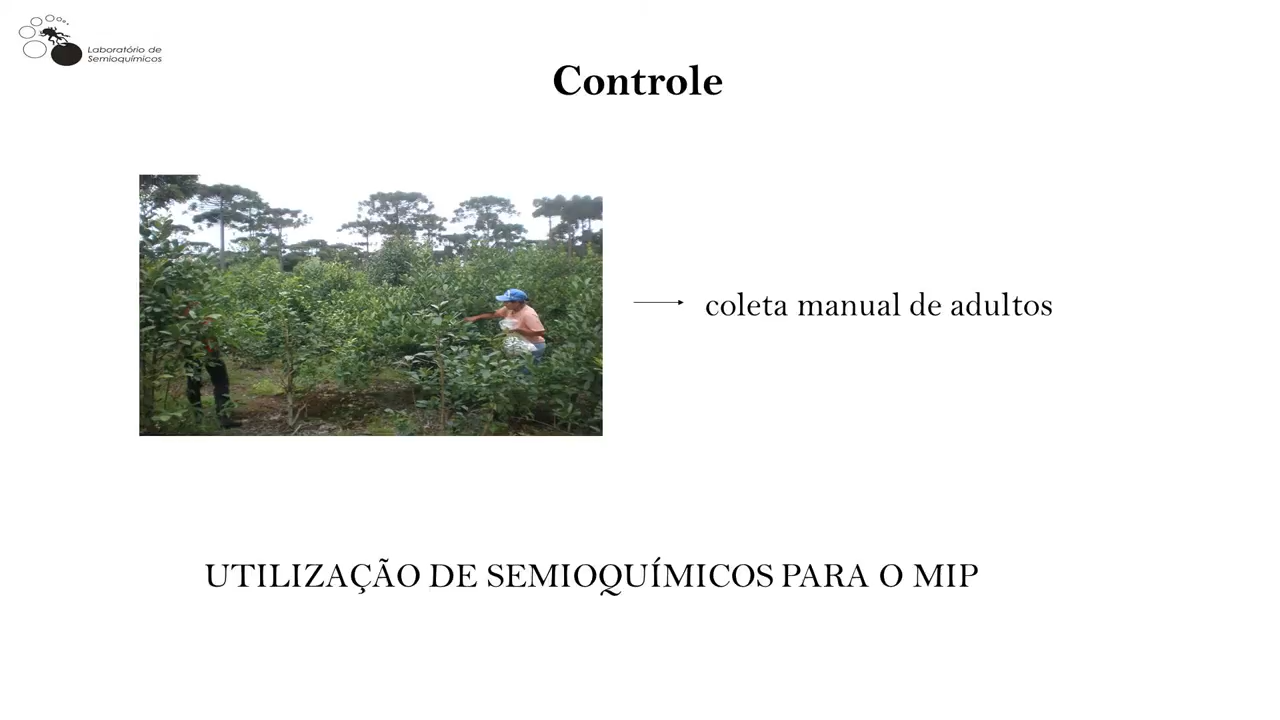 Laboratório de
Semioquímicos
Controle
coleta manual de adultos
UTILIZAÇÃO DE SEMIOQUÍMICOS PARA O MIP